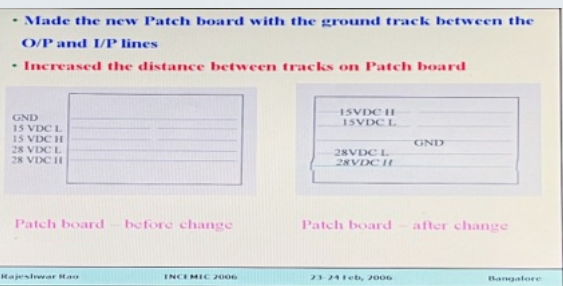 • Made the new Patch board with the ground track between the
O/P and I/P lines
• Increased the distance between tracks on Patch board
GND
15 VDC L
15 VDC H
28 VDC L
28 VDC H
15VDC H
15VDC L
GND
28VDC L
28VDC H
Patch board – before change
Patch board – after change
Rajeshwar Rao
INCEMIC 2006
23-24 Feb, 2006
Bangalore